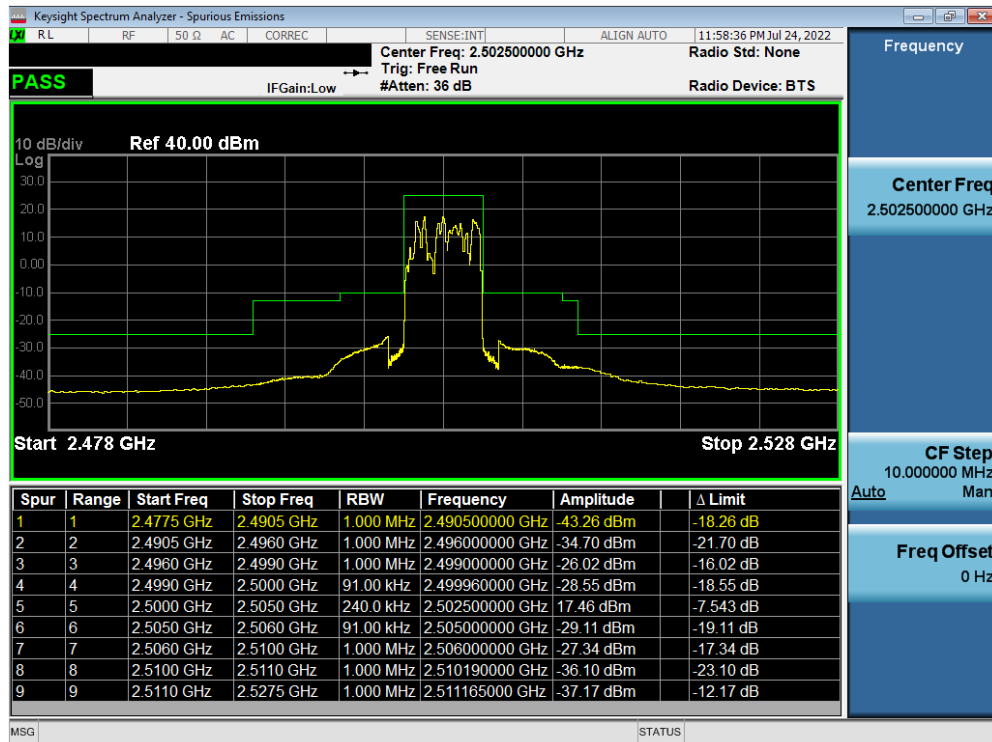 Keysight Spectrum Analyzer - Spurious Emissions
LXI RL RF 50 Ω AC CORREC SENSE:INT ALIGN AUTO 11:58:36 PM Jul 24, 2022
Center Freq: 2.502500000 GHz Radio Std: None
Trig: Free Run
PASS IFGain:Low #Atten: 36 dB Radio Device: BTS
Frequency
10 dB/div Ref 40.00 dBm
Log
30.0
20.0
10.0
0.00
-10.0
-20.0
-30.0
-40.0
-50.0
Start 2.478 GHz Stop 2.528 GHz
Spur Range Start Freq Stop Freq RBW Frequency Amplitude Δ Limit
1 1 2.4775 GHz 2.4905 GHz 1.000 MHz 2.490500000 GHz -43.26 dBm -18.26 dB
2 2 2.4905 GHz 2.4960 GHz 1.000 MHz 2.496000000 GHz -34.70 dBm -21.70 dB
3 3 2.4960 GHz 2.4990 GHz 1.000 MHz 2.499000000 GHz -26.02 dBm -16.02 dB
4 4 2.4990 GHz 2.5000 GHz 91.00 kHz 2.499960000 GHz -28.55 dBm -18.55 dB
5 5 2.5000 GHz 2.5050 GHz 240.0 kHz 2.502500000 GHz 17.46 dBm -7.543 dB
6 6 2.5050 GHz 2.5060 GHz 91.00 kHz 2.505000000 GHz -29.11 dBm -19.11 dB
7 7 2.5060 GHz 2.5100 GHz 1.000 MHz 2.506000000 GHz -27.34 dBm -17.34 dB
8 8 2.5100 GHz 2.5110 GHz 1.000 MHz 2.510190000 GHz -36.10 dBm -23.10 dB
9 9 2.5110 GHz 2.5275 GHz 1.000 MHz 2.511165000 GHz -37.17 dBm -12.17 dB
Center Freq
2.502500000 GHz
CF Step
10.000000 MHz
Auto Man
Freq Offset
0 Hz
MSG STATUS